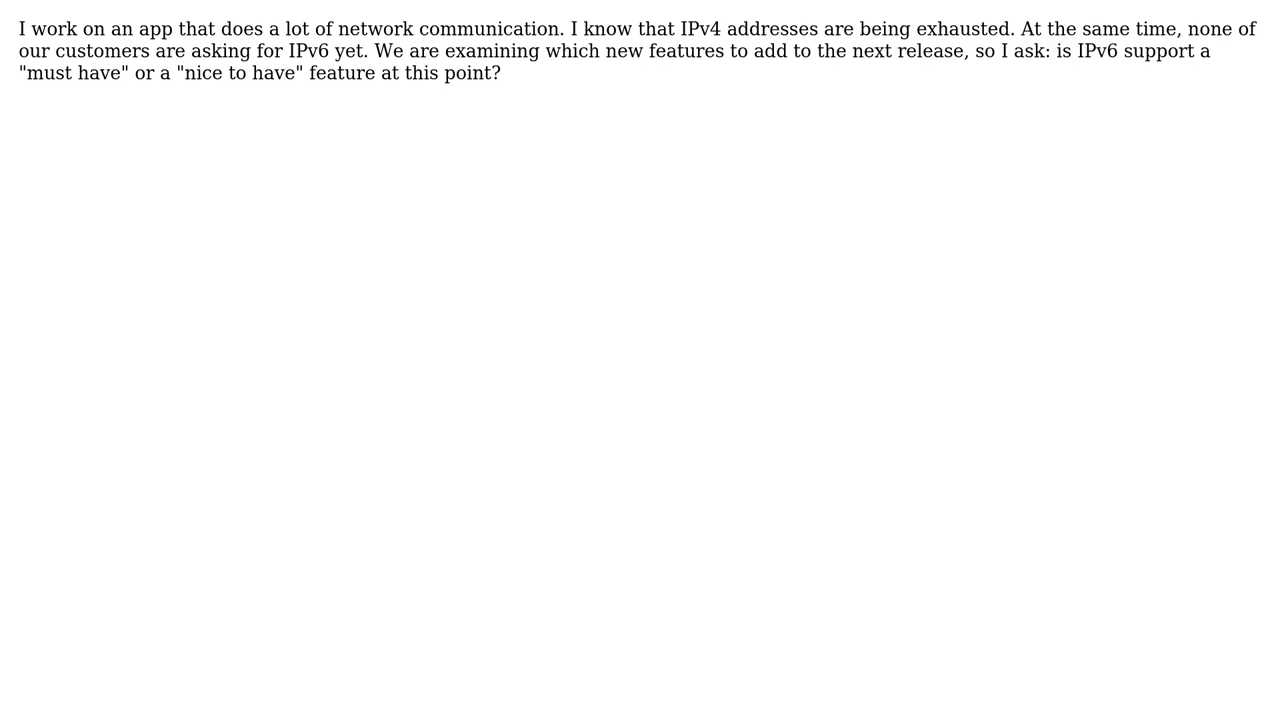 I work on an app that does a lot of network communication. I know that IPv4 addresses are being exhausted. At the same time, none of
our customers are asking for IPv6 yet. We are examining which new features to add to the next release, so I ask: is IPv6 support a
"must have" or a "nice to have" feature at this point?